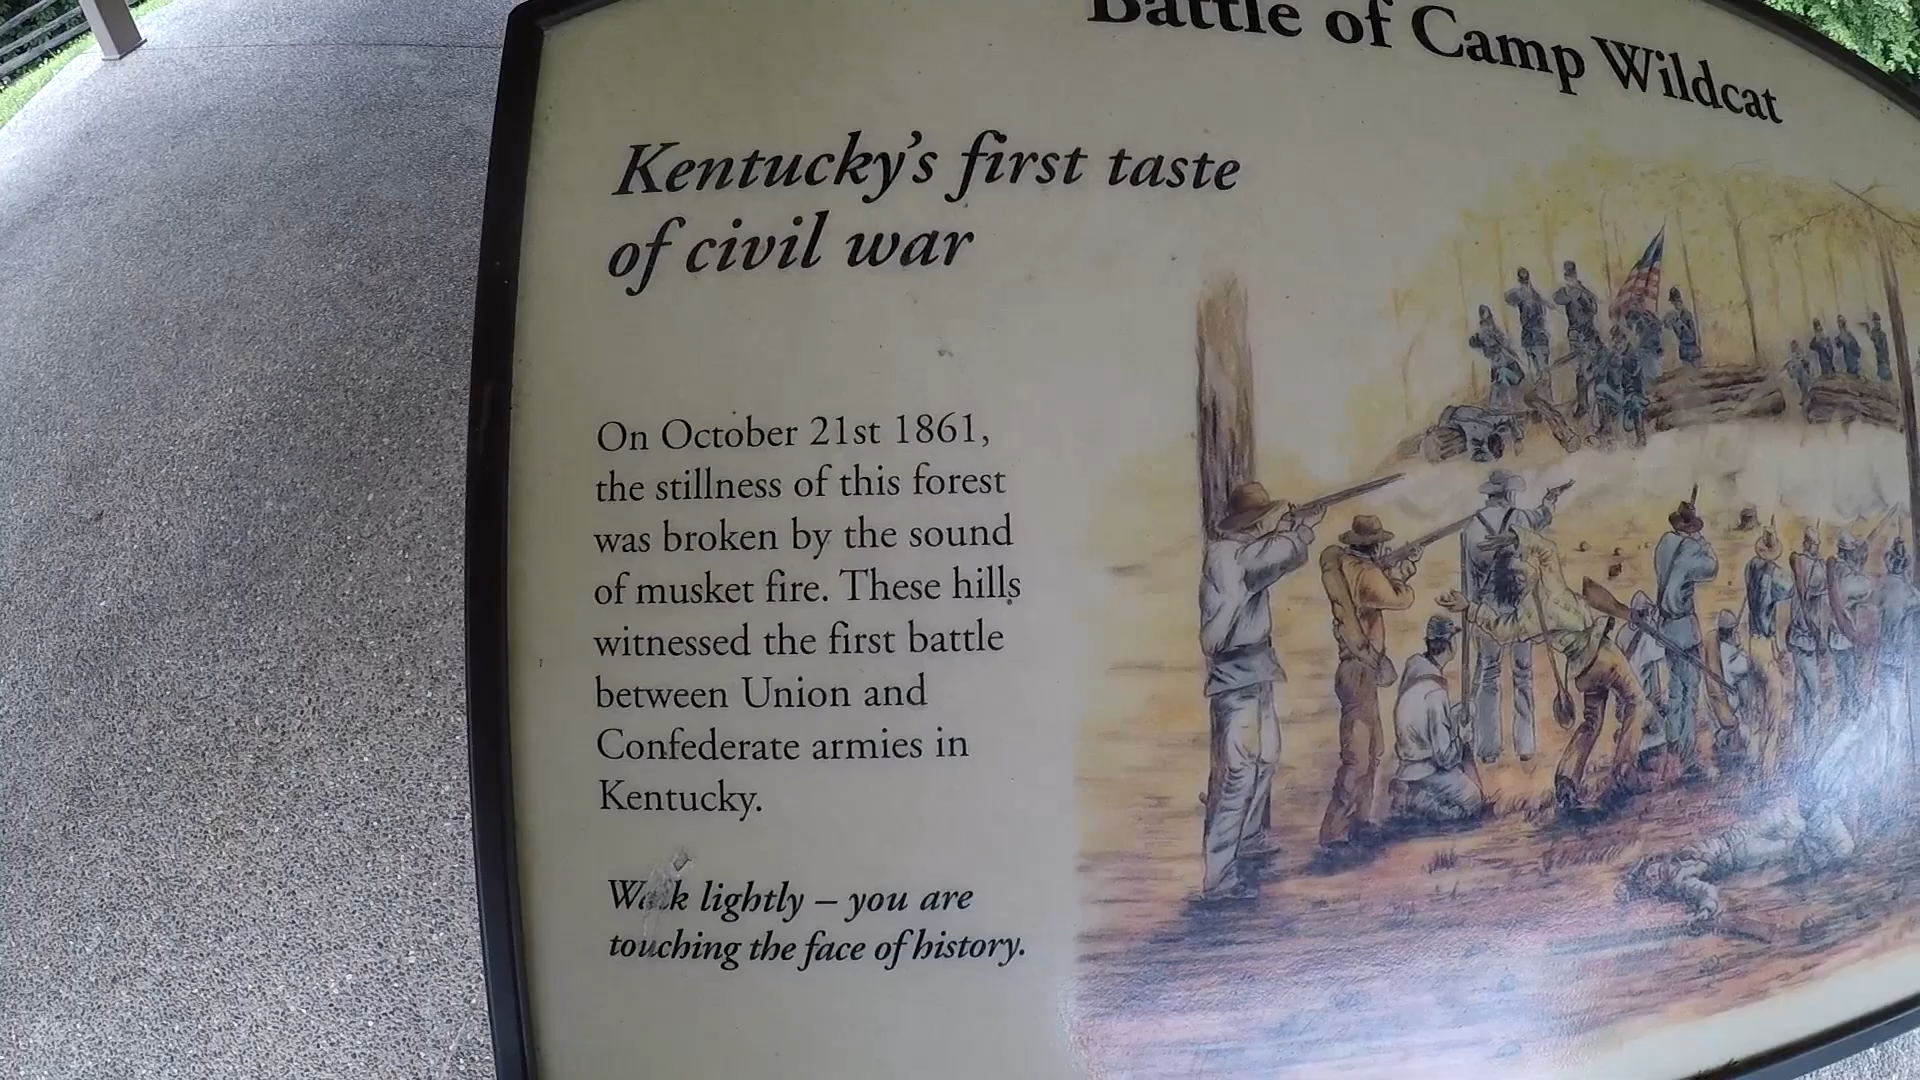 Battle of Camp Wildcat
Kentucky's first taste
of civil war
On October 21st 1861,
the stillness of this forest
was broken by the sound
of musket fire. These hills
witnessed the first battle
between Union and
Confederate armies in
Kentucky.
Walk lightly – you are
touching the face of history.